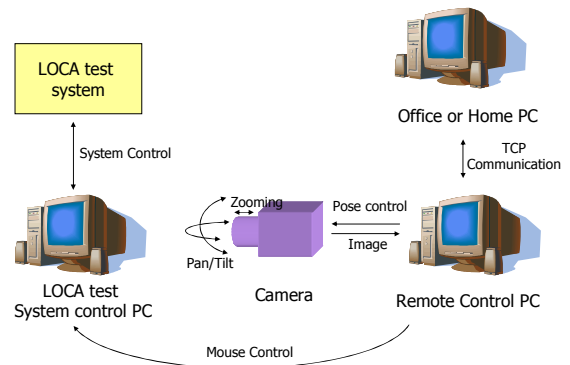 LOCA test
system
Office or Home PC
System Control
TCP
Communication
Zooming
Pose control
Image
Pan/Tilt
Camera
LOCA test
System control PC
Remote Control PC
Mouse Control